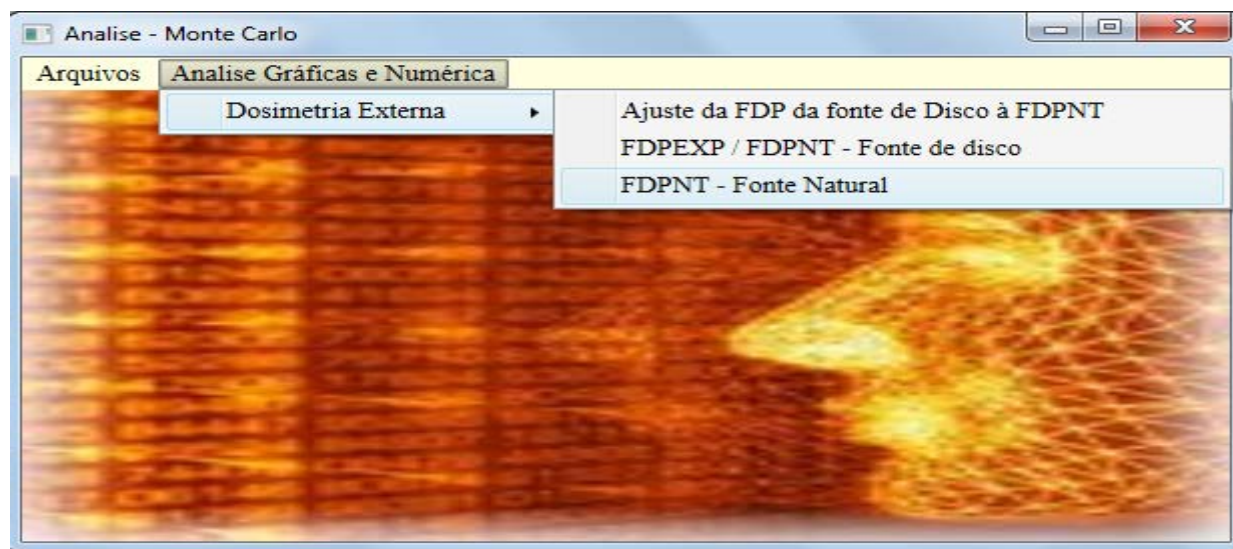 Analise - Monte Carlo
Arquivos Analise Gráficas e Numérica
Dosimetria Externa
Ajuste da FDP da fonte de Disco à FDPNT
FDPEXP / FDPNT - Fonte de disco
FDPNT - Fonte Natural